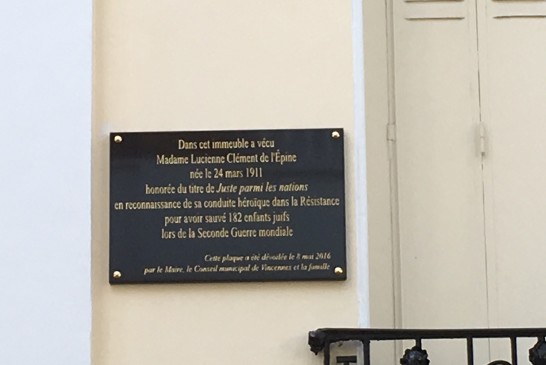 Dans cet immeuble a vécu
Madame Lucienne Clément de l'Épine
née le 24 mars 1911
honorée du titre de Juste parmi les nations
en reconnaissance de sa conduite héroïque dans la Résistance
pour avoir sauvé 182 enfants juifs
lors de la Seconde Guerre mondiale
Cette plaque a été dévoilée le 8 mai 2016
par le Maire, le Conseil municipal de Vincennes et la famille